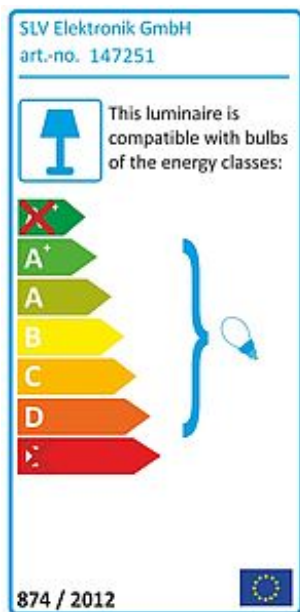 SLV Elektronik GmbH
art.-no. 147251
This luminaire is
compatible with bulbs
of the energy classes:
A⁺
A
B
C
D
874 / 2012